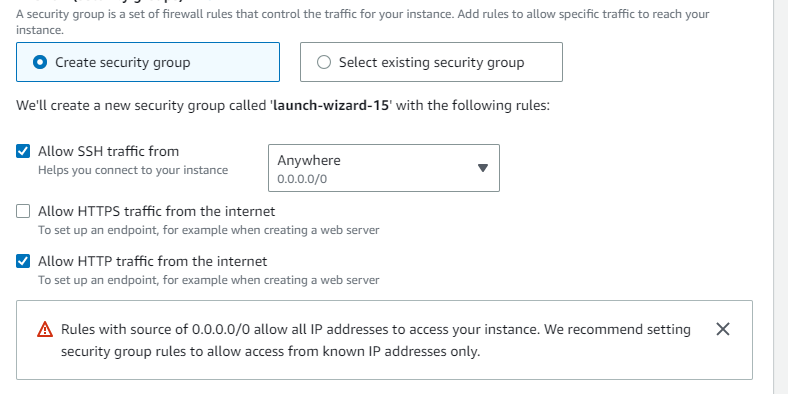 A security group is a set of firewall rules that control the traffic for your instance. Add rules to allow specific traffic to reach your
instance.
Create security group
Select existing security group
We'll create a new security group called 'launch-wizard-15' with the following rules:
Allow SSH traffic from
Helps you connect to your instance
Anywhere
0.0.0.0/0
Allow HTTPS traffic from the internet
To set up an endpoint, for example when creating a web server
Allow HTTP traffic from the internet
To set up an endpoint, for example when creating a web server
Rules with source of 0.0.0.0/0 allow all IP addresses to access your instance. We recommend setting
security group rules to allow access from known IP addresses only.